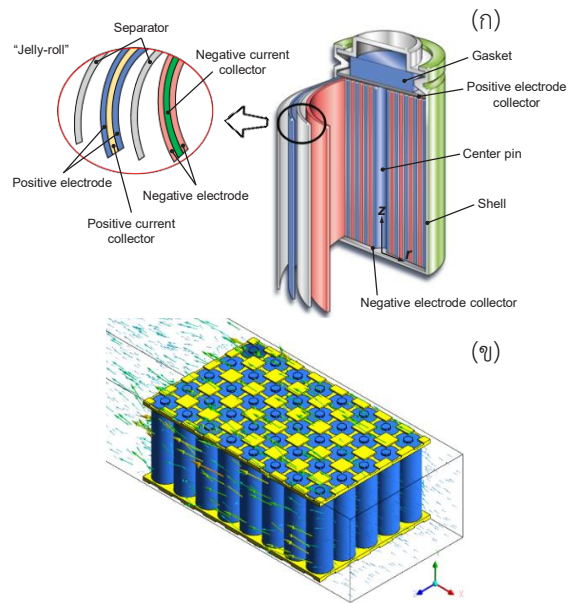 (ก)
"Jelly-roll"
Separator
Negative current
collector
Positive electrode
Negative electrode
Positive current
collector
Gasket
Positive electrode
collector
Center pin
Shell
z
r
Negative electrode collector
(ข)
Y
Z
X